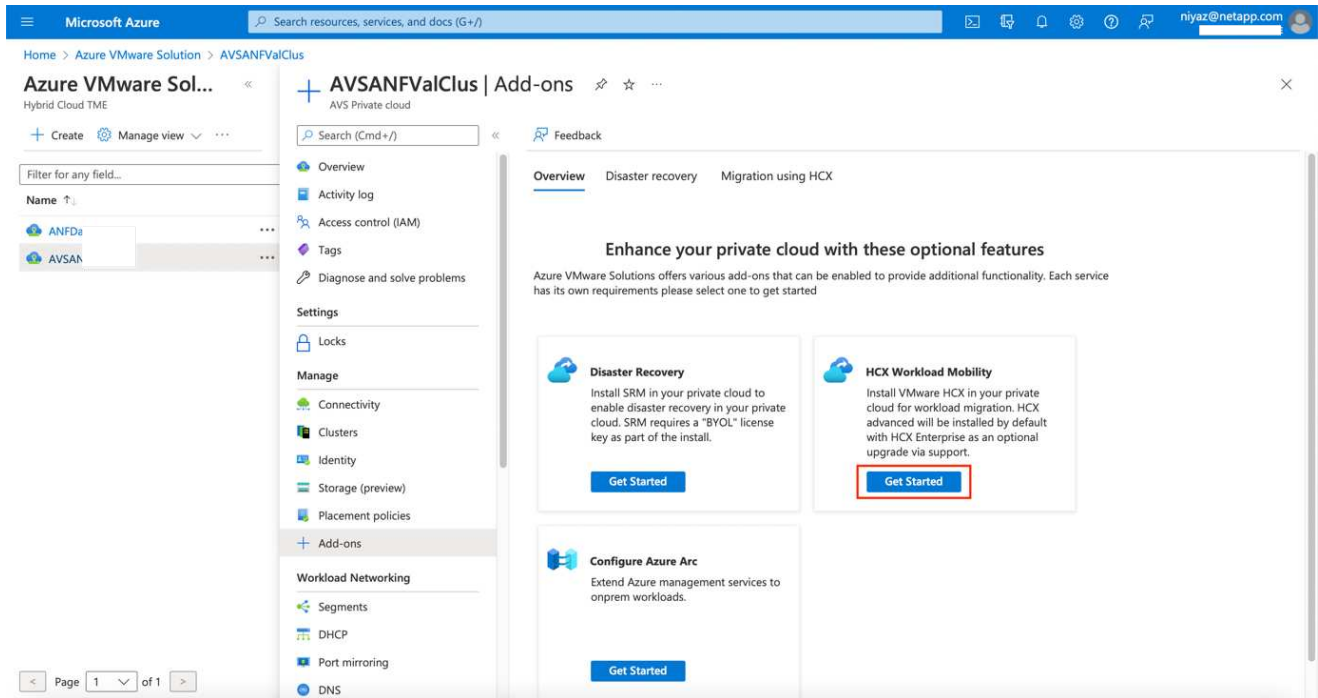 Microsoft Azure
Search resources, services, and docs (G+/)
niyaz@netapp.com
Home > Azure VMware Solution > AVSANFValClus
Azure VMware Sol...
«
Hybrid Cloud TME
Create
Manage view
...
Filter for any field...
Name ↑↓
ANFDa
...
AVSAN
...
< Page 1 of 1 >
AVSANFValClus | Add-ons
...
AVS Private cloud
Search (Cmd+/)
«
Overview
Activity log
Access control (IAM)
Tags
Diagnose and solve problems
Settings
Locks
Manage
Connectivity
Clusters
Identity
Storage (preview)
Placement policies
Add-ons
Workload Networking
Segments
DHCP
Port mirroring
DNS
Feedback
Overview
Disaster recovery
Migration using HCX
Enhance your private cloud with these optional features
Azure VMware Solutions offers various add-ons that can be enabled to provide additional functionality. Each service
has its own requirements please select one to get started
Disaster Recovery
Install SRM in your private cloud to
enable disaster recovery in your private
cloud. SRM requires a "BYOL" license
key as part of the install.
Get Started
HCX Workload Mobility
Install VMware HCX in your private
cloud for workload migration. HCX
advanced will be installed by default
with HCX Enterprise as an optional
upgrade via support.
Get Started
Configure Azure Arc
Extend Azure management services to
onprem workloads.
Get Started